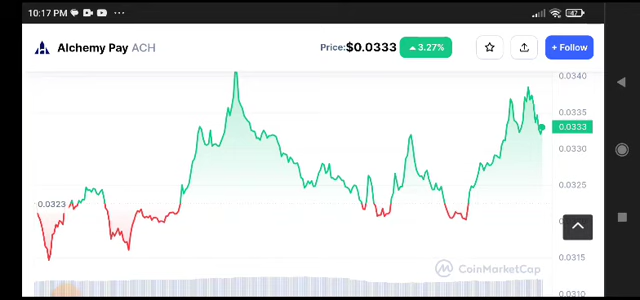 10:17 PM
47
Alchemy Pay ACH
Price:$0.0333
3.27%
+ Follow
0.0340
0.0335
0.0333
0.0330
0.0325
0.0323
0.0315
CoinMarketCap
0.0310